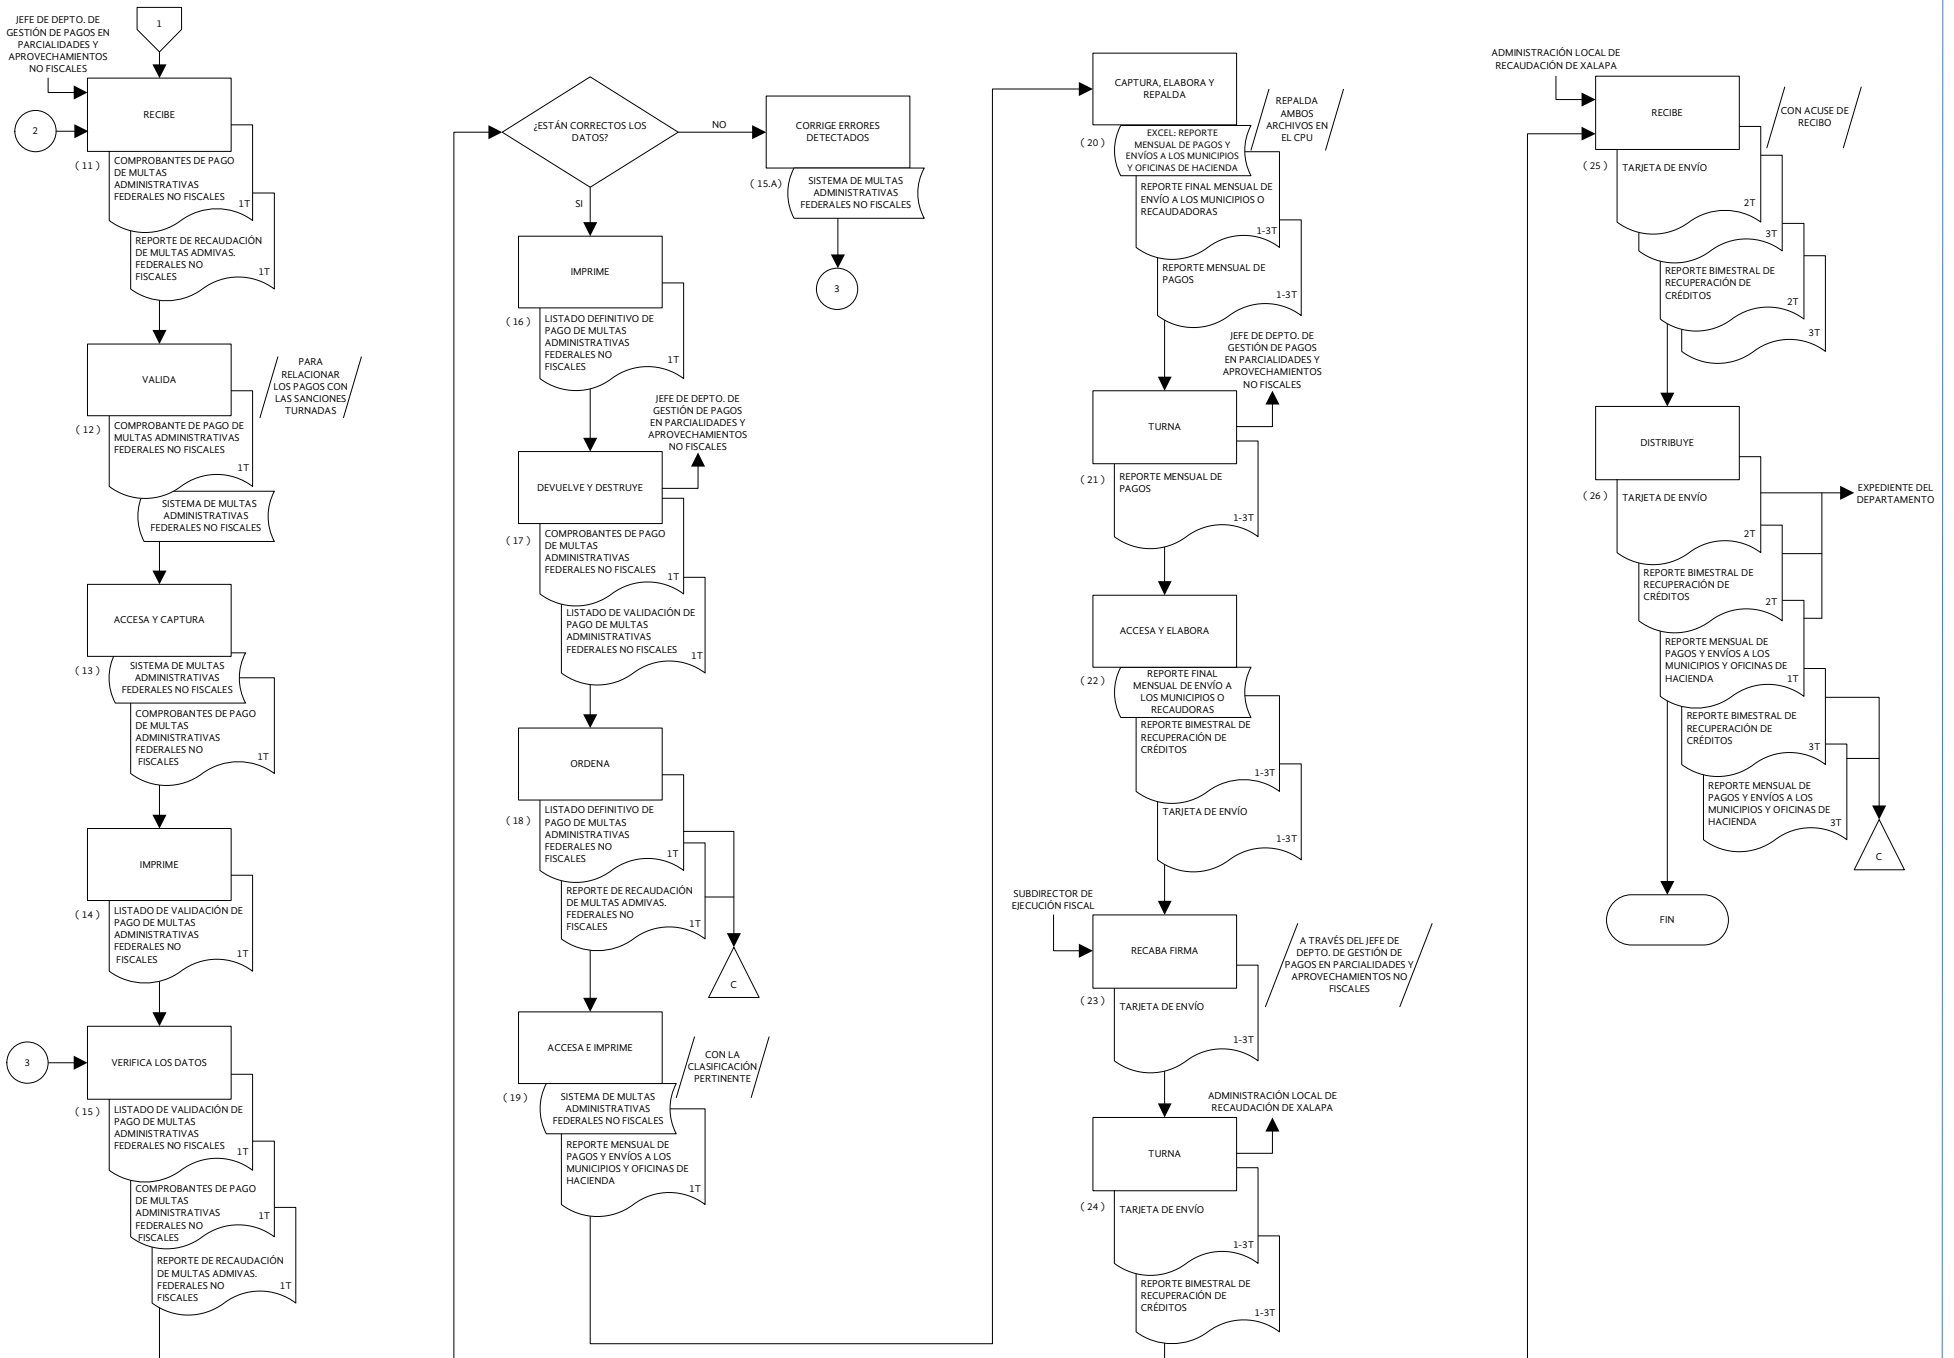 JEFE DE DEPTO. DE
GESTIÓN DE PAGOS EN
PARCIALIDADES Y
APROVECHAMIENTOS
NO FISCALES
1
2
RECIBE
( 11 )
COMPROBANTES DE PAGO
DE MULTAS
ADMINISTRATIVAS
FEDERALES NO FISCALES
1T
REPORTE DE RECAUDACIÓN
DE MULTAS ADMIVAS.
FEDERALES NO
FISCALES
1T
VALIDA
PARA
RELACIONAR
LOS PAGOS CON
LAS SANCIONES
TURNADAS
( 12 )
COMPROBANTE DE PAGO DE
MULTAS ADMINISTRATIVAS
FEDERALES NO FISCALES
1T
SISTEMA DE MULTAS
ADMINISTRATIVAS
FEDERALES NO FISCALES
ACCESA Y CAPTURA
( 13 )
SISTEMA DE MULTAS
ADMINISTRATIVAS
FEDERALES NO FISCALES
COMPROBANTES DE PAGO
DE MULTAS
ADMINISTRATIVAS
FEDERALES NO
FISCALES
1T
IMPRIME
( 14 )
LISTADO DE VALIDACIÓN DE
PAGO DE MULTAS
ADMINISTRATIVAS
FEDERALES NO
FISCALES
1T
3
VERIFICA LOS DATOS
( 15 )
LISTADO DE VALIDACIÓN DE
PAGO DE MULTAS
ADMINISTRATIVAS
FEDERALES NO FISCALES
1T
COMPROBANTES DE PAGO
DE MULTAS
ADMINISTRATIVAS
FEDERALES NO
FISCALES
1T
REPORTE DE RECAUDACIÓN
DE MULTAS ADMIVAS.
FEDERALES NO
FISCALES
1T
¿ESTÁN CORRECTOS LOS
DATOS?
NO
SI
CORRIGE ERRORES
DETECTADOS
( 15.A)
SISTEMA DE MULTAS
ADMINISTRATIVAS
FEDERALES NO FISCALES
3
IMPRIME
( 16 )
LISTADO DEFINITIVO DE
PAGO DE MULTAS
ADMINISTRATIVAS
FEDERALES NO
FISCALES
1T
JEFE DE DEPTO. DE
GESTIÓN DE PAGOS
EN PARCIALIDADES Y
APROVECHAMIENTOS
NO FISCALES
DEVUELVE Y DESTRUYE
( 17 )
COMPROBANTES DE PAGO
DE MULTAS
ADMINISTRATIVAS
FEDERALES NO FISCALES
1T
LISTADO DE VALIDACIÓN DE
PAGO DE MULTAS
ADMINISTRATIVAS
FEDERALES NO FISCALES
1T
ORDENA
( 18 )
LISTADO DEFINITIVO DE
PAGO DE MULTAS
ADMINISTRATIVAS
FEDERALES NO
FISCALES
1T
REPORTE DE RECAUDACIÓN
DE MULTAS ADMIVAS.
FEDERALES NO
FISCALES
1T
C
ACCESA E IMPRIME
CON LA
CLASIFICACIÓN
PERTINENTE
( 19 )
SISTEMA DE MULTAS
ADMINISTRATIVAS
FEDERALES NO FISCALES
REPORTE MENSUAL DE
PAGOS Y ENVÍOS A LOS
MUNICIPIOS Y OFICINAS DE
HACIENDA
1T
CAPTURA, ELABORA Y
REPALDA
REPALDA
AMBOS
ARCHIVOS EN
EL CPU
( 20 )
EXCEL: REPORTE
MENSUAL DE PAGOS Y
ENVÍOS A LOS MUNICIPIOS
Y OFICINAS DE HACIENDA
REPORTE FINAL MENSUAL DE
ENVÍO A LOS MUNICIPIOS O
RECAUDADORAS
1-3T
REPORTE MENSUAL DE
PAGOS
1-3T
JEFE DE DEPTO. DE
GESTIÓN DE PAGOS
EN PARCIALIDADES Y
APROVECHAMIENTOS
NO FISCALES
TURNA
( 21 )
REPORTE MENSUAL DE
PAGOS
1-3T
ACCESA Y ELABORA
( 22 )
REPORTE FINAL
MENSUAL DE ENVÍO A
LOS MUNICIPIOS O
RECAUDORAS
REPORTE BIMESTRAL DE
RECUPERACIÓN DE
CRÉDITOS
1-3T
TARJETA DE ENVÍO
1-3T
SUBDIRECTOR DE
EJECUCIÓN FISCAL
RECABA FIRMA
A TRAVÉS DEL JEFE DE
DEPTO. DE GESTIÓN DE
PAGOS EN PARCIALIDADES Y
APROVECHAMIENTOS NO
FISCALES
( 23 )
TARJETA DE ENVÍO
1-3T
ADMINISTRACIÓN LOCAL DE
RECAUDACIÓN DE XALAPA
TURNA
( 24 )
TARJETA DE ENVÍO
1-3T
REPORTE BIMESTRAL DE
RECUPERACIÓN DE
CRÉDITOS
1-3T
ADMINISTRACIÓN LOCAL DE
RECAUDACIÓN DE XALAPA
RECIBE
CON ACUSE DE
RECIBO
( 25 )
TARJETA DE ENVÍO
2T
3T
REPORTE BIMESTRAL DE
RECUPERACIÓN DE
CRÉDITOS
2T
3T
DISTRIBUYE
( 26 )
TARJETA DE ENVÍO
2T
EXPEDIENTE DEL
DEPARTAMENTO
REPORTE BIMESTRAL DE
RECUPERACIÓN DE
CRÉDITOS
2T
REPORTE MENSUAL DE
PAGOS Y ENVÍOS A LOS
MUNICIPIOS Y OFICINAS DE
HACIENDA
1T
REPORTE BIMESTRAL DE
RECUPERACIÓN DE
CRÉDITOS
3T
REPORTE MENSUAL DE
PAGOS Y ENVÍOS A LOS
MUNICIPIOS Y OFICINAS DE
HACIENDA
3T
C
FIN